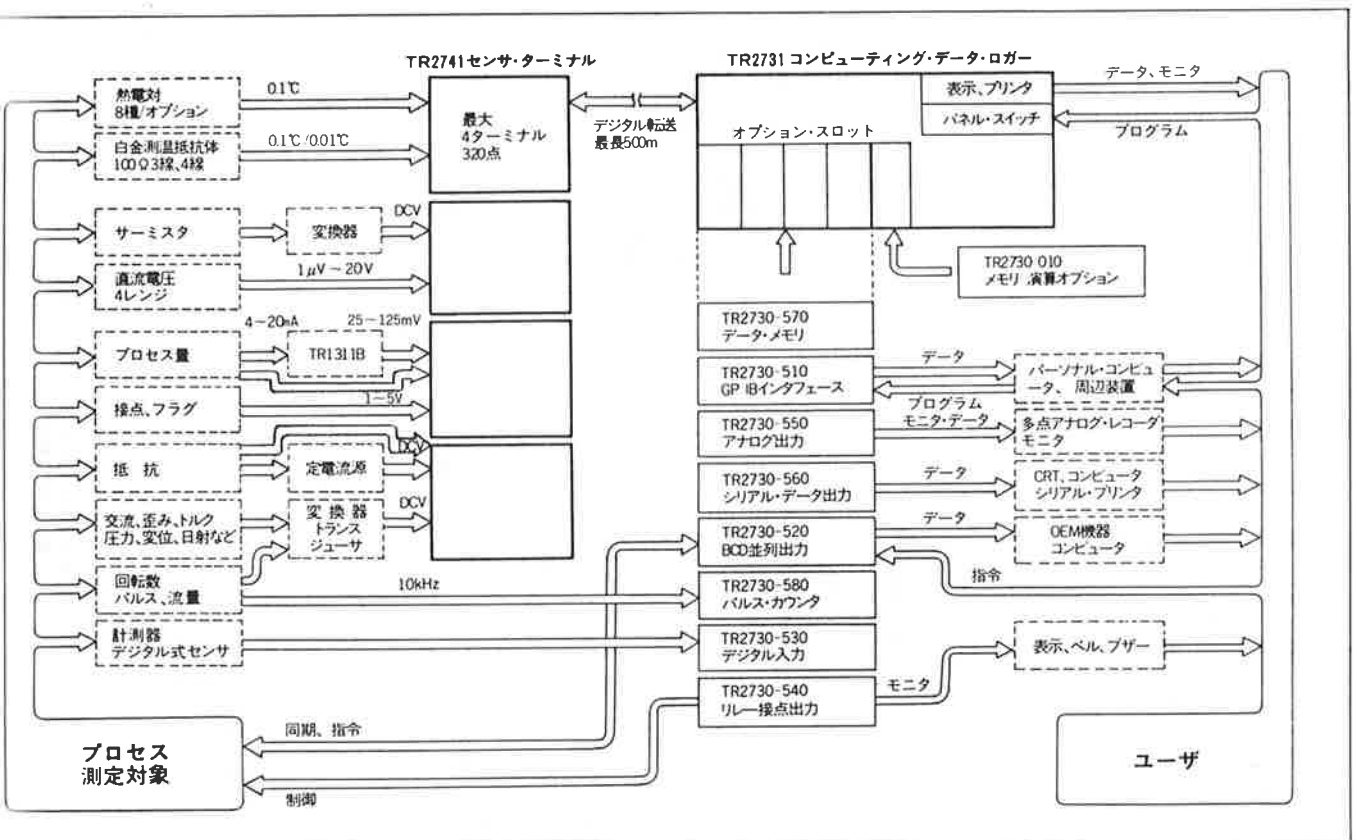 TR2741センサ・ターミナル
TR2731 コンピューティング・データ・ロガー
熱電対
8種/オプション
0.1℃
白金測温抵抗体
100Ω3線、4線
0.1℃/0.01℃
サーミスタ
変換器
DCV
直流電圧
4レンジ
1μV～20V
4～20mA
25～125mV
プロセス量
TR1311B
1～5V
接点、フラグ
抵 抗
定電流源
DCV
交流、歪み、トルク
圧力、変位、日射など
変 換 器
トランス
ジューサ
DCV
回転数
パルス、流量
10kHz
計測器
デジタル式センサ
最大
4ターミナル
320点
デジタル転送
最長500m
オプション・スロット
表示、プリンタ
パネル・スイッチ
データ、モニタ
プログラム
TR2730 010
メモリ 演算オプション
TR2730-570
データ・メモリ
TR2730-510
GP IBインタフェース
データ
プログラム
パーソナル・コンピュ
ータ、 周辺装置
TR2730-550
アナログ出力
モニタ・データ
多点アナログ・レコーダ
モニタ
TR2730-560
シリアル・データ出力
データ
CRT、コンピュータ
シリアル・プリンタ
TR2730-520
BCD並列出力
データ
OEM機器
コンピュータ
指令
TR2730-580
パルス・カウンタ
TR2730-530
デジタル入力
TR2730-540
リレー接点出力
モニタ
表示、ベル、ブザー
同期、指令
制御
プロセス
測定対象
ユーザ